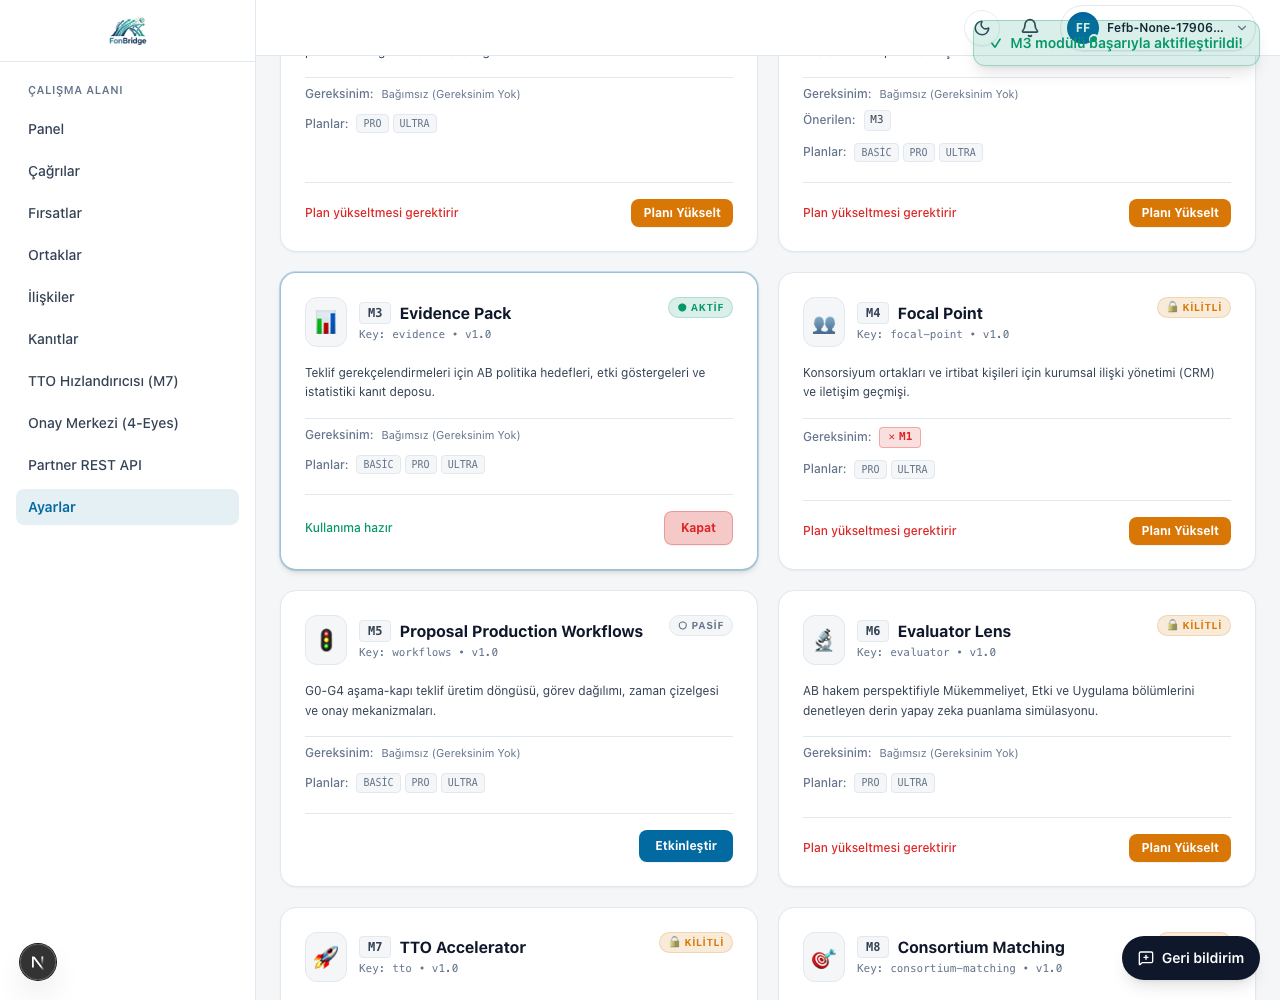 FonBridge
FF
Fefb-None-17906...
✓ M3 modülü başarıyla aktifleştirildi!
ÇALIŞMA ALANI
Panel
Çağrılar
Fırsatlar
Ortaklar
İlişkiler
Kanıtlar
TTO Hızlandırıcısı (M7)
Onay Merkezi (4-Eyes)
Partner REST API
Ayarlar
Gereksinim: Bağımsız (Gereksinim Yok)
Planlar: PRO ULTRA
Plan yükseltmesi gerektirir
Planı Yükselt
Gereksinim: Bağımsız (Gereksinim Yok)
Önerilen: M3
Planlar: BASİC PRO ULTRA
Plan yükseltmesi gerektirir
Planı Yükselt
M3 Evidence Pack
AKTİF
Key: evidence • v1.0
Teklif gerekçelendirmeleri için AB politika hedefleri, etki göstergeleri ve
istatistiki kanıt deposu.
Gereksinim: Bağımsız (Gereksinim Yok)
Planlar: BASİC PRO ULTRA
Kullanıma hazır
Kapat
M4 Focal Point
KİLİTLİ
Key: focal-point • v1.0
Konsorsiyum ortakları ve irtibat kişileri için kurumsal ilişki yönetimi (CRM)
ve iletişim geçmişi.
Gereksinim: × M1
Planlar: PRO ULTRA
Plan yükseltmesi gerektirir
Planı Yükselt
M5 Proposal Production Workflows
PASİF
Key: workflows • v1.0
G0-G4 aşama-kapı teklif üretim döngüsü, görev dağılımı, zaman çizelgesi
ve onay mekanizmaları.
Gereksinim: Bağımsız (Gereksinim Yok)
Planlar: BASİC PRO ULTRA
Etkinleştir
M6 Evaluator Lens
KİLİTLİ
Key: evaluator • v1.0
AB hakem perspektifiyle Mükemmeliyet, Etki ve Uygulama bölümlerini
denetleyen derin yapay zeka puanlama simülasyonu.
Gereksinim: Bağımsız (Gereksinim Yok)
Planlar: PRO ULTRA
Plan yükseltmesi gerektirir
Planı Yükselt
M7 TTO Accelerator
KİLİTLİ
Key: tto • v1.0
M8 Consortium Matching
Key: consortium-matching • v1.0
N
Geri bildirim